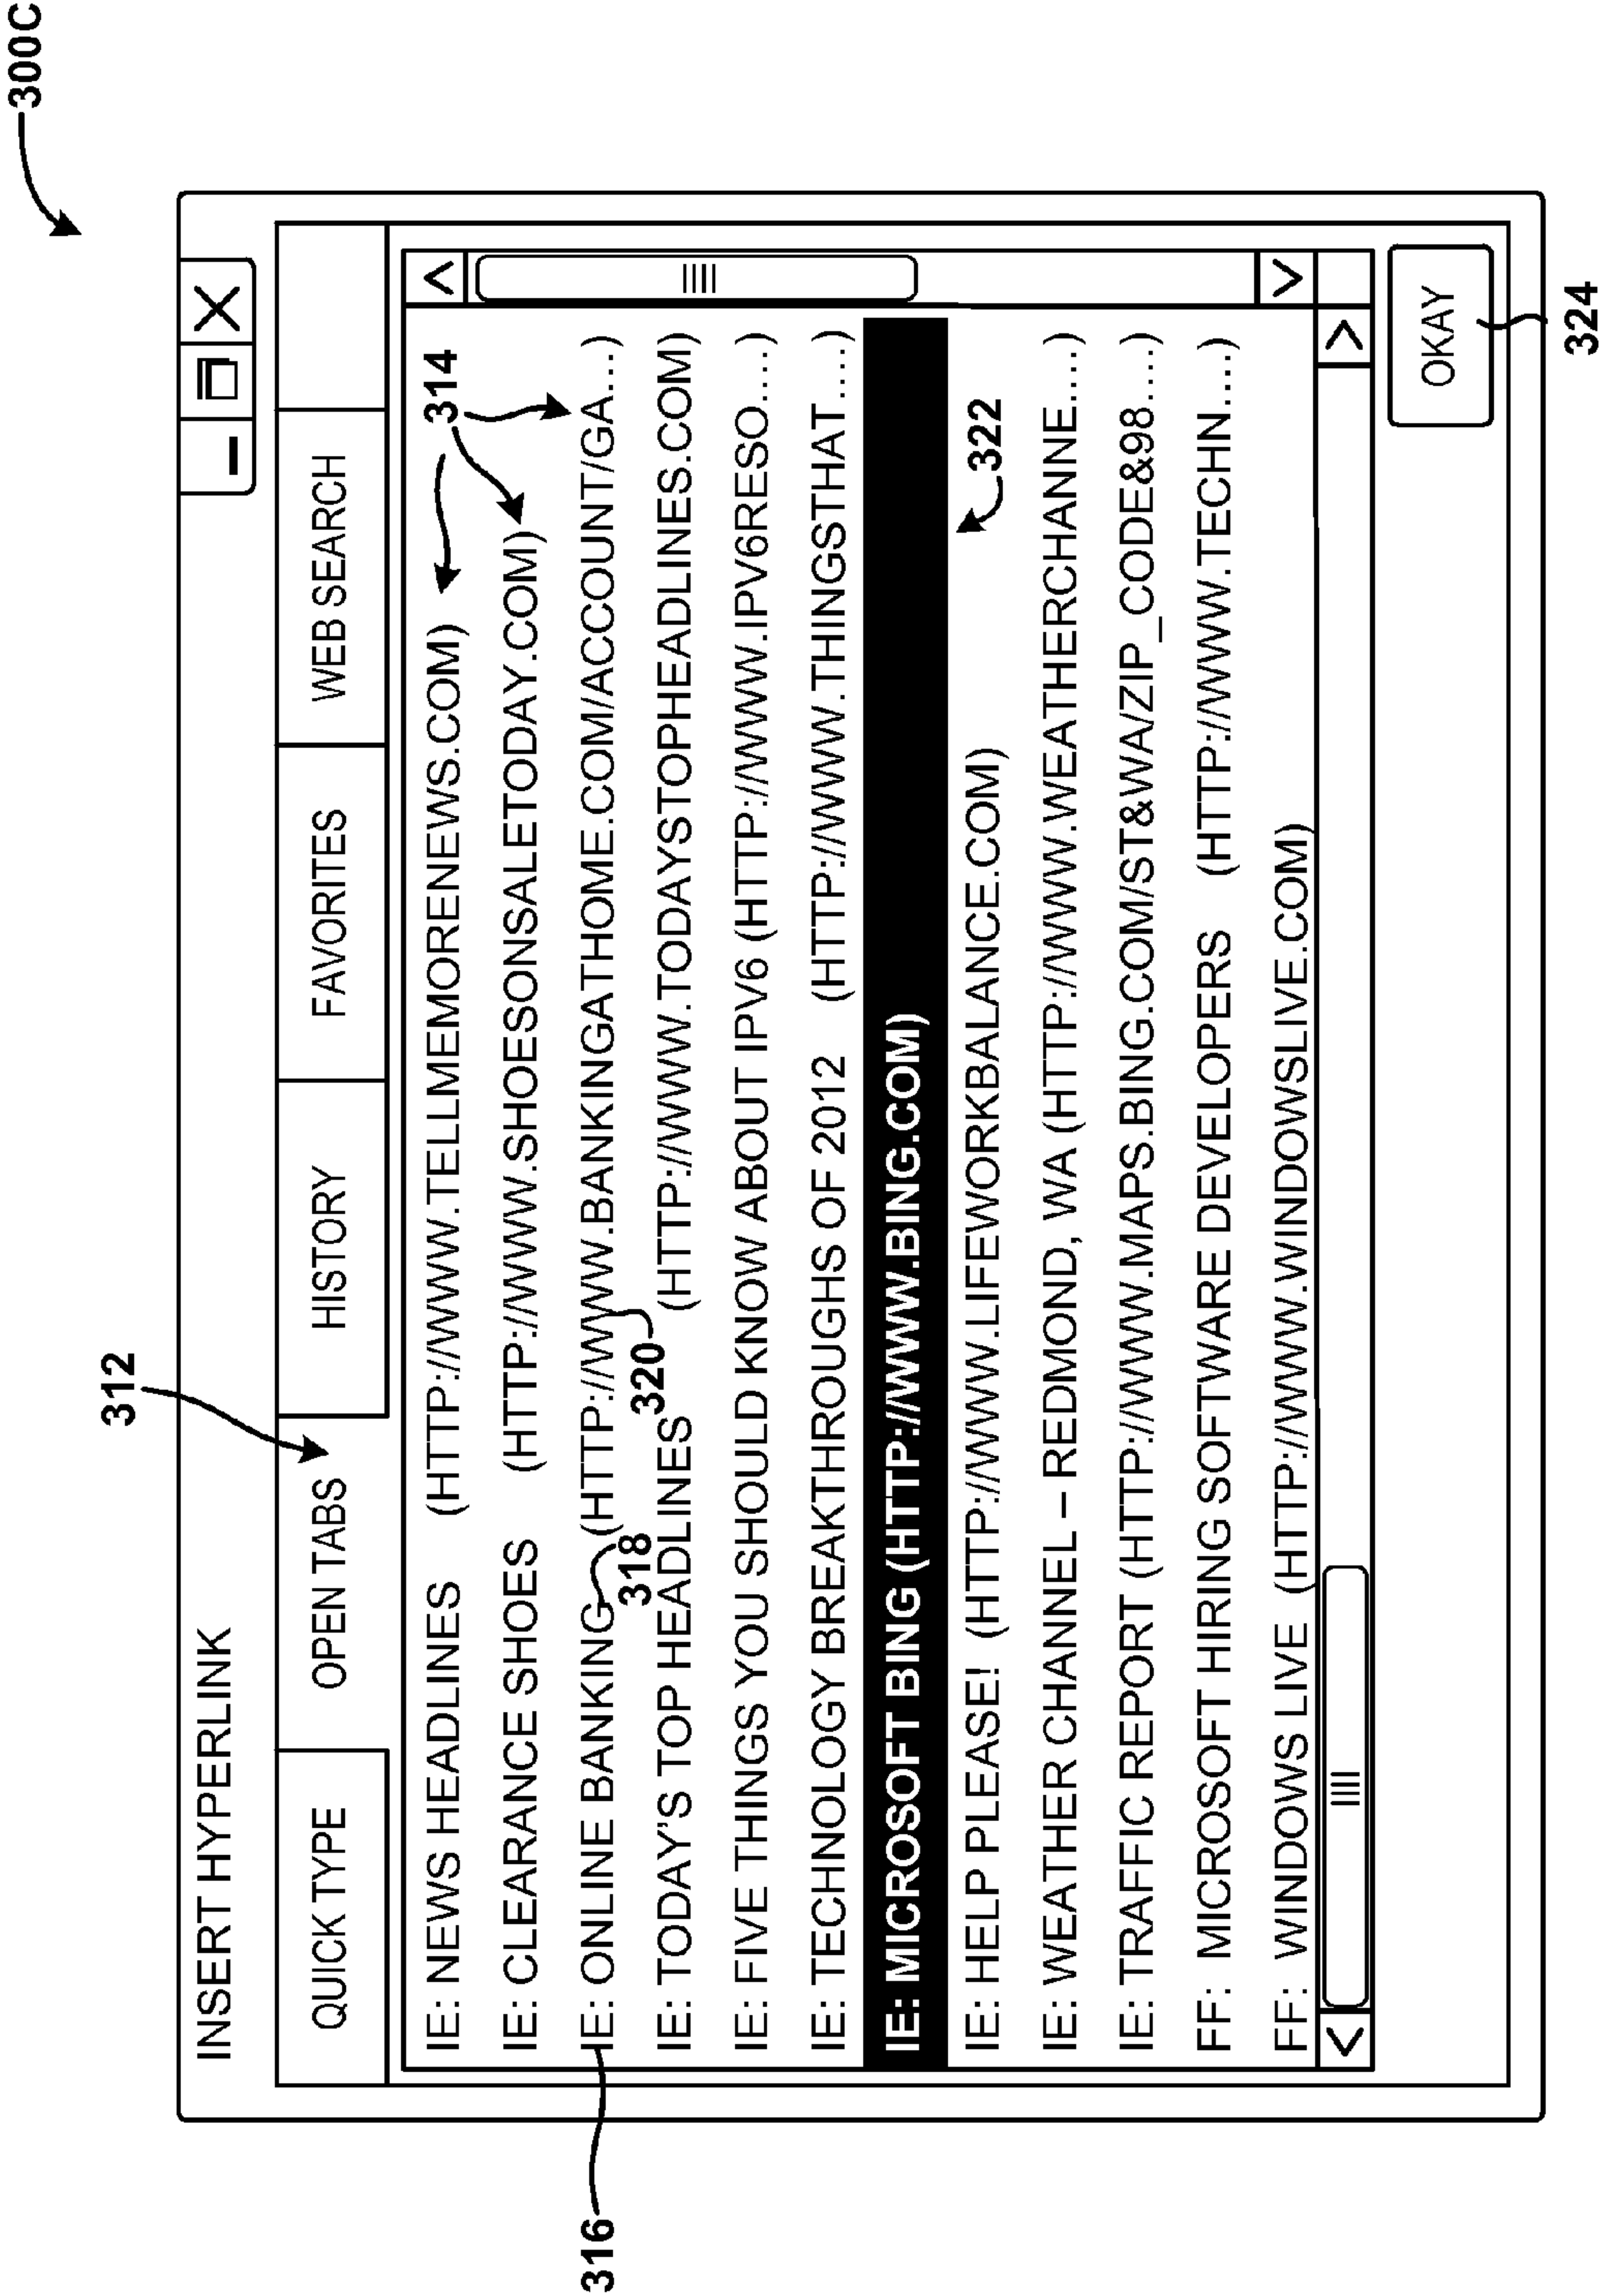 300C
312
INSERT HYPERLINK
QUICK TYPE
OPEN TABS
HISTORY
FAVORITES
WEB SEARCH
314
IE: NEWS HEADLINES (HTTP://WWW.TELLMEMORENEWS.COM)
IE: CLEARANCE SHOES (HTTP://WWW.SHOESONSALETODAY.COM)
316
IE: ONLINE BANKING (HTTP://WWW.BANKINGATHOME.COM/ACCOUNT/GA...)
318
320
IE: TODAY'S TOP HEADLINES (HTTP://WWW.TODAYSTOPHEADLINES.COM)
IE: FIVE THINGS YOU SHOULD KNOW ABOUT IPV6 (HTTP://WWW.IPV6RESO....)
IE: TECHNOLOGY BREAKTHROUGHS OF 2012 (HTTP://WWW.THINGSTHAT....)
IE: MICROSOFT BING (HTTP://WWW.BING.COM)
322
IE: HELP PLEASE! (HTTP://WWW.LIFEWORKBALANCE.COM)
IE: WEATHER CHANNEL – REDMOND, WA (HTTP://WWW.WEATHERCHANNE....)
IE: TRAFFIC REPORT (HTTP://WWW.MAPS.BING.COM/ST&WA/ZIP_CODE&98....)
FF: MICROSOFT HIRING SOFTWARE DEVELOPERS (HTTP://WWW.TECHN....)
FF: WINDOWS LIVE (HTTP://WWW.WINDOWSLIVE.COM)
OKAY
324